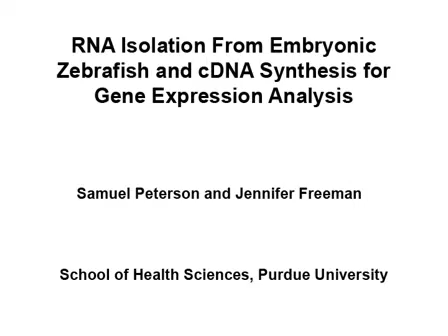 RNA Isolation From Embryonic
Zebrafish and cDNA Synthesis for
Gene Expression Analysis
Samuel Peterson and Jennifer Freeman
School of Health Sciences, Purdue University